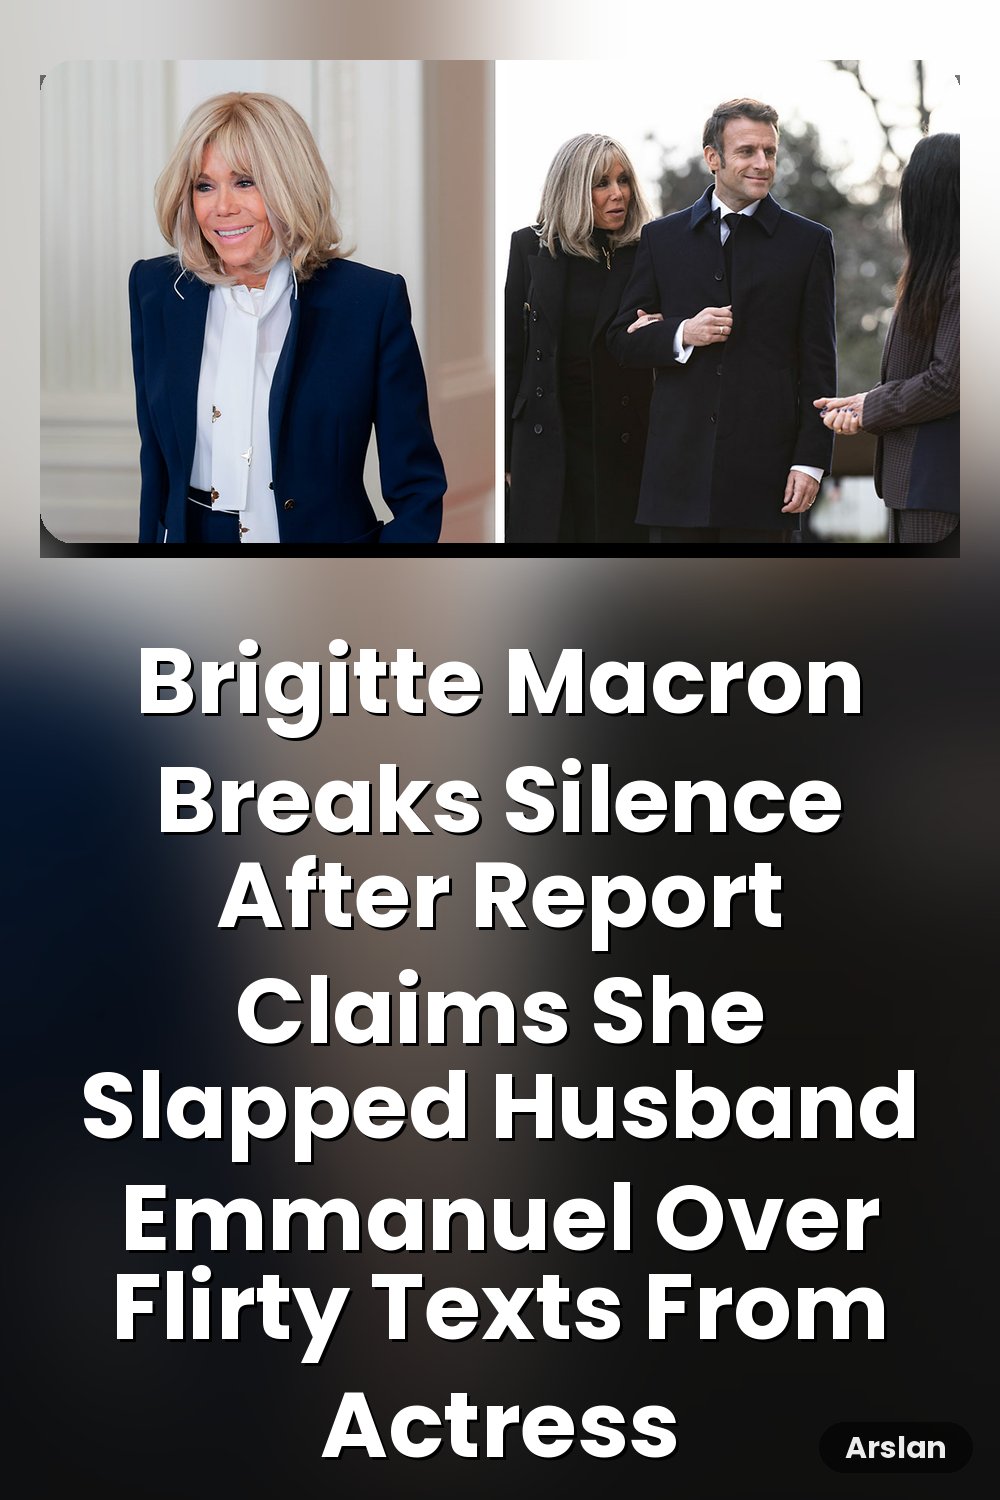 Brigitte Macron
Breaks Silence
After Report
Claims She
Slapped Husband
Emmanuel Over
Flirty Texts From
Actress
Arslan